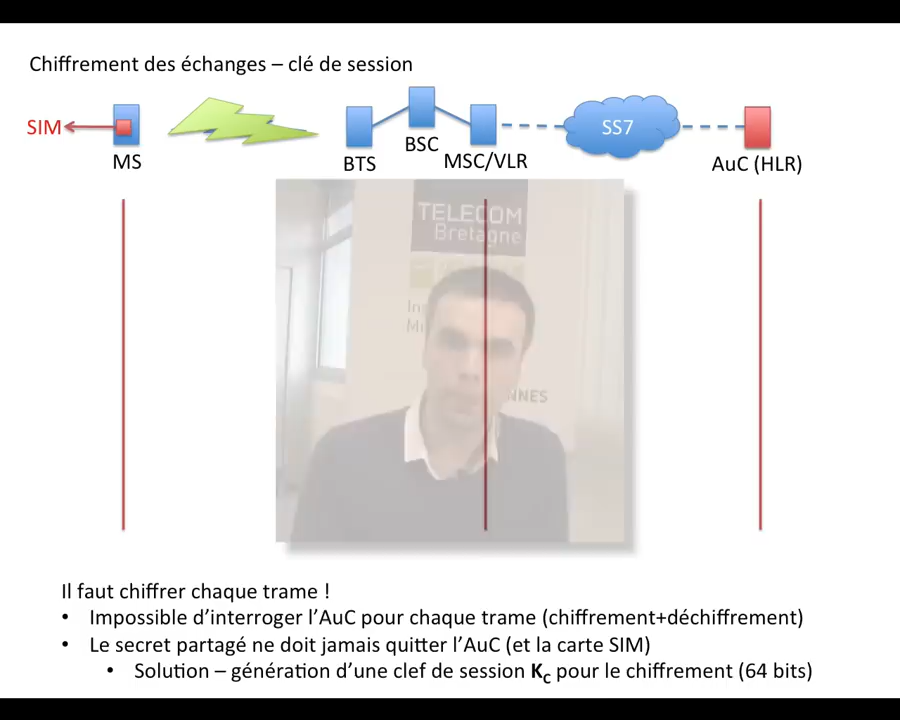 Chiffrement des échanges – clé de session
SIM
MS
BTS
BSC
MSC/VLR
SS7
AuC (HLR)
TELECOM
Bretagne
NNES
Il faut chiffrer chaque trame !
• Impossible d'interroger l'AuC pour chaque trame (chiffrement+déchiffrement)
• Le secret partagé ne doit jamais quitter l'AuC (et la carte SIM)
• Solution – génération d'une clef de session Kc pour le chiffrement (64 bits)